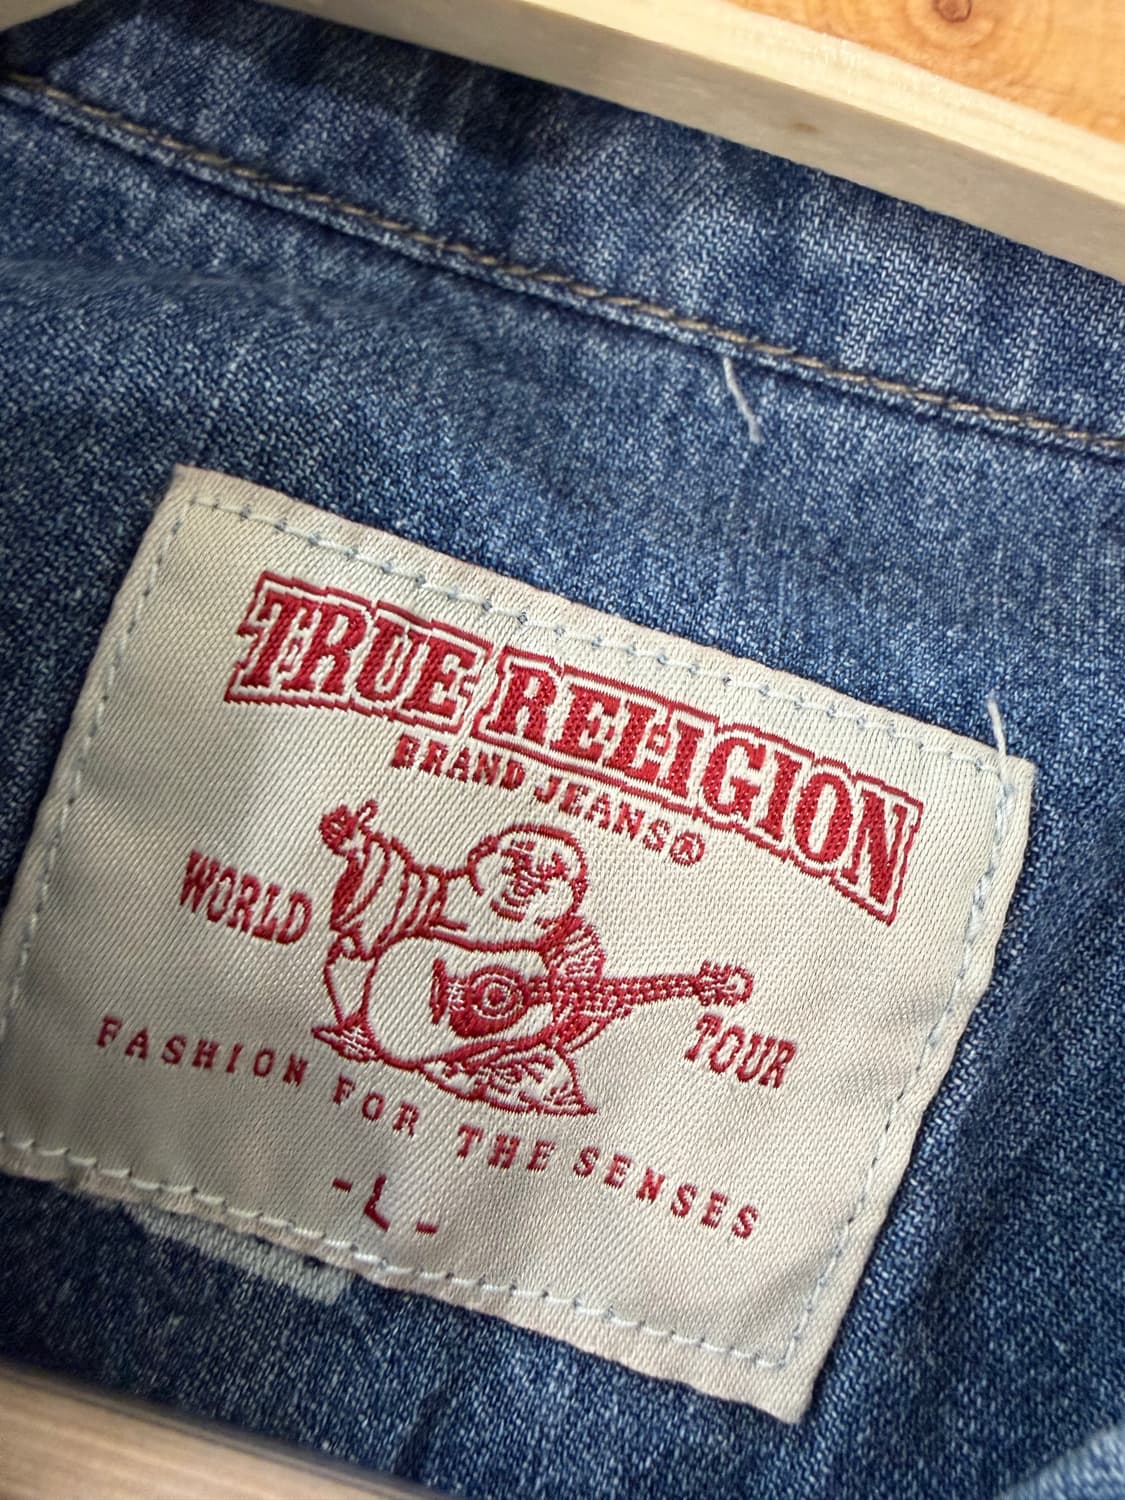 TRUE RELIGION
BRAND JEANS®
WORLD TOUR
FASHION FOR THE SENSES
- L -